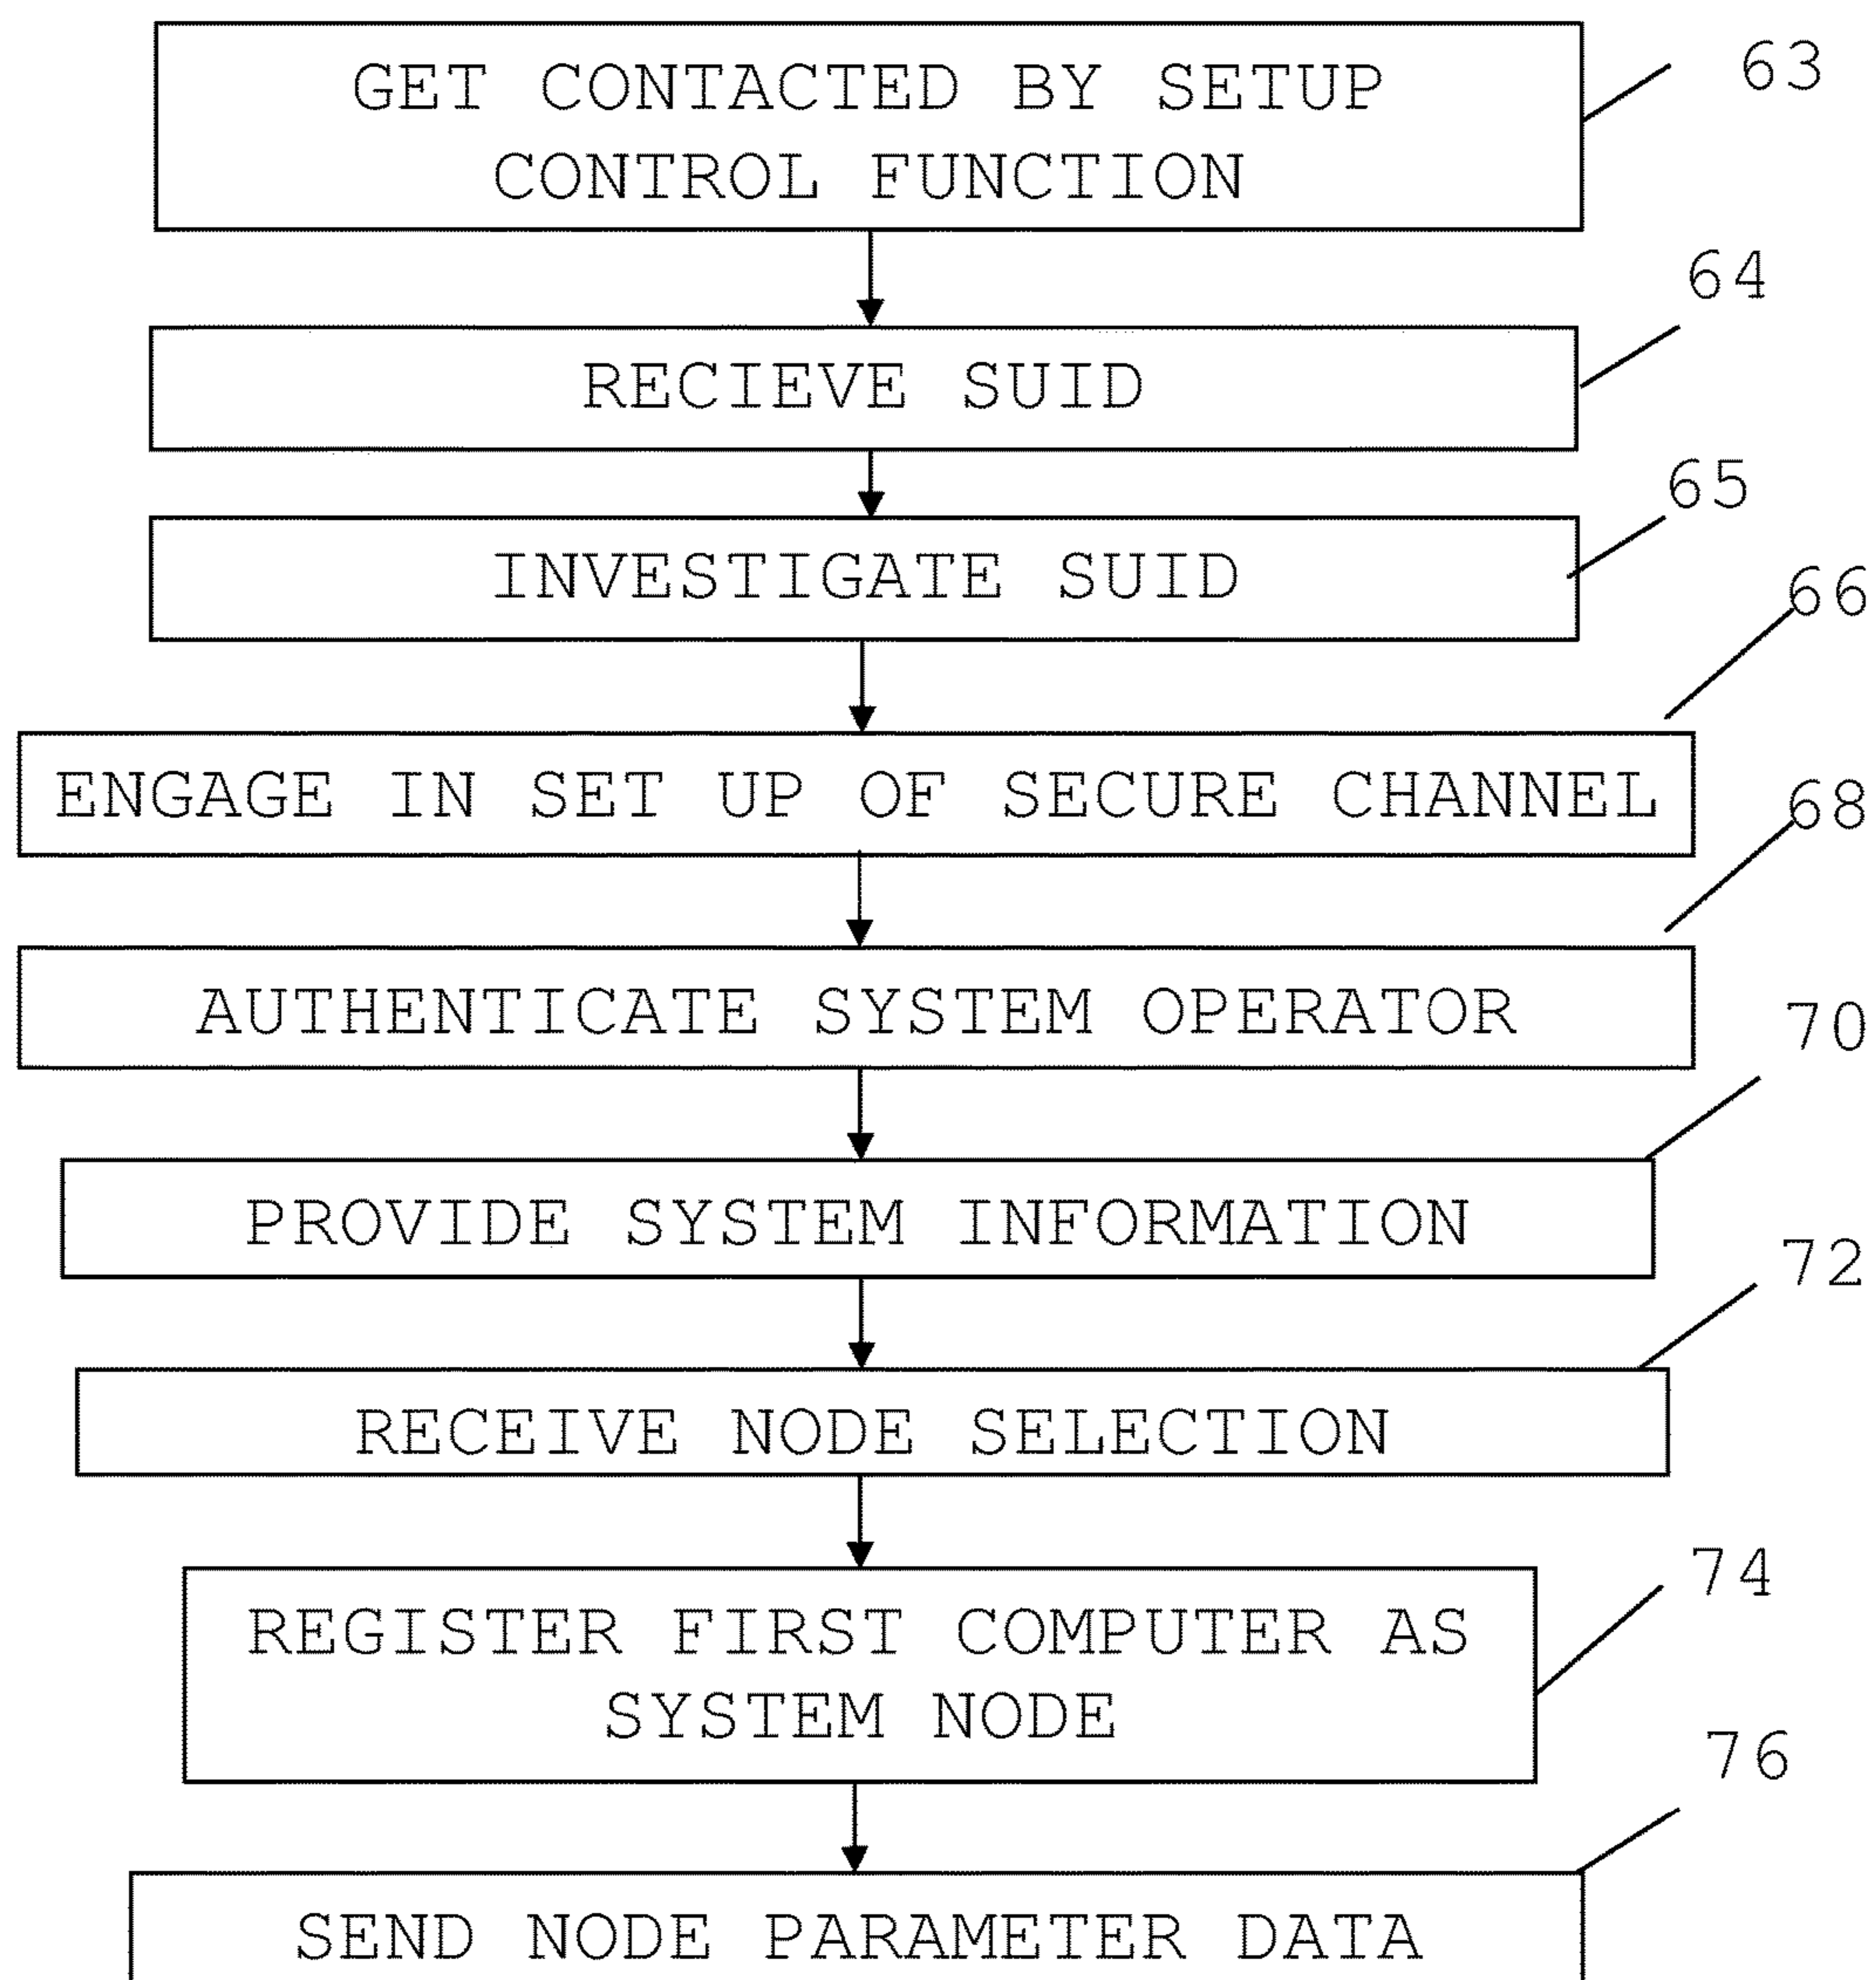 GET CONTACTED BY SETUP
CONTROL FUNCTION
63
64
RECIEVE SUID
65
INVESTIGATE SUID
66
ENGAGE IN SET UP OF SECURE CHANNEL
68
AUTHENTICATE SYSTEM OPERATOR
70
PROVIDE SYSTEM INFORMATION
72
RECEIVE NODE SELECTION
74
REGISTER FIRST COMPUTER AS
SYSTEM NODE
76
SEND NODE PARAMETER DATA